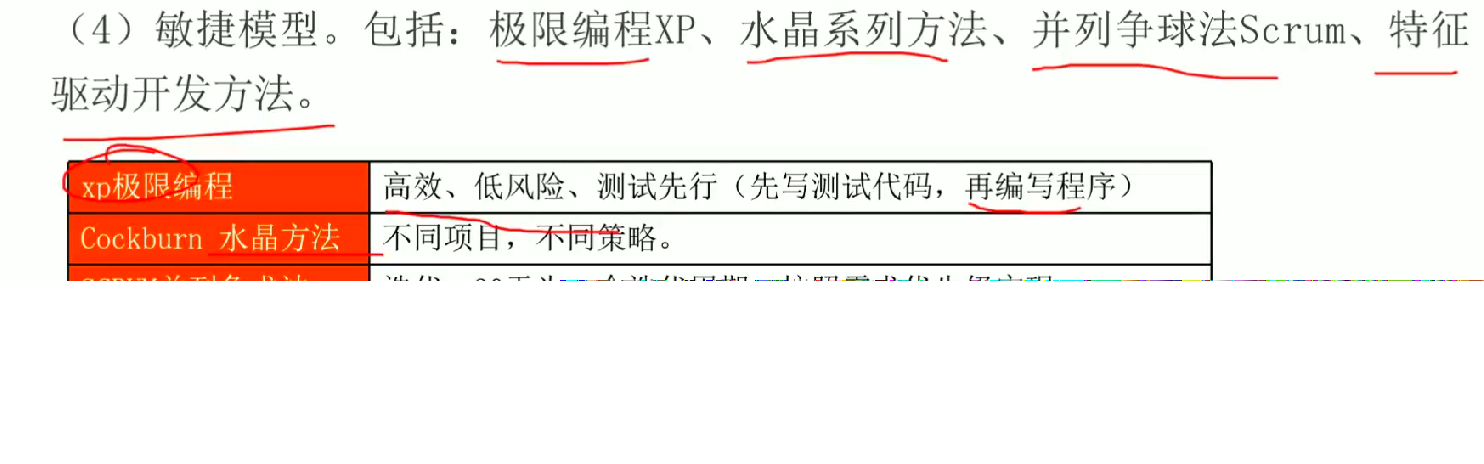 （4）敏捷模型。包括：极限编程XP、水晶系列方法、并列争球法Scrum、特征
驱动开发方法。
xp极限编程 高效、低风险、测试先行（先写测试代码，再编写程序）
Cockburn 水晶方法 不同项目，不同策略。